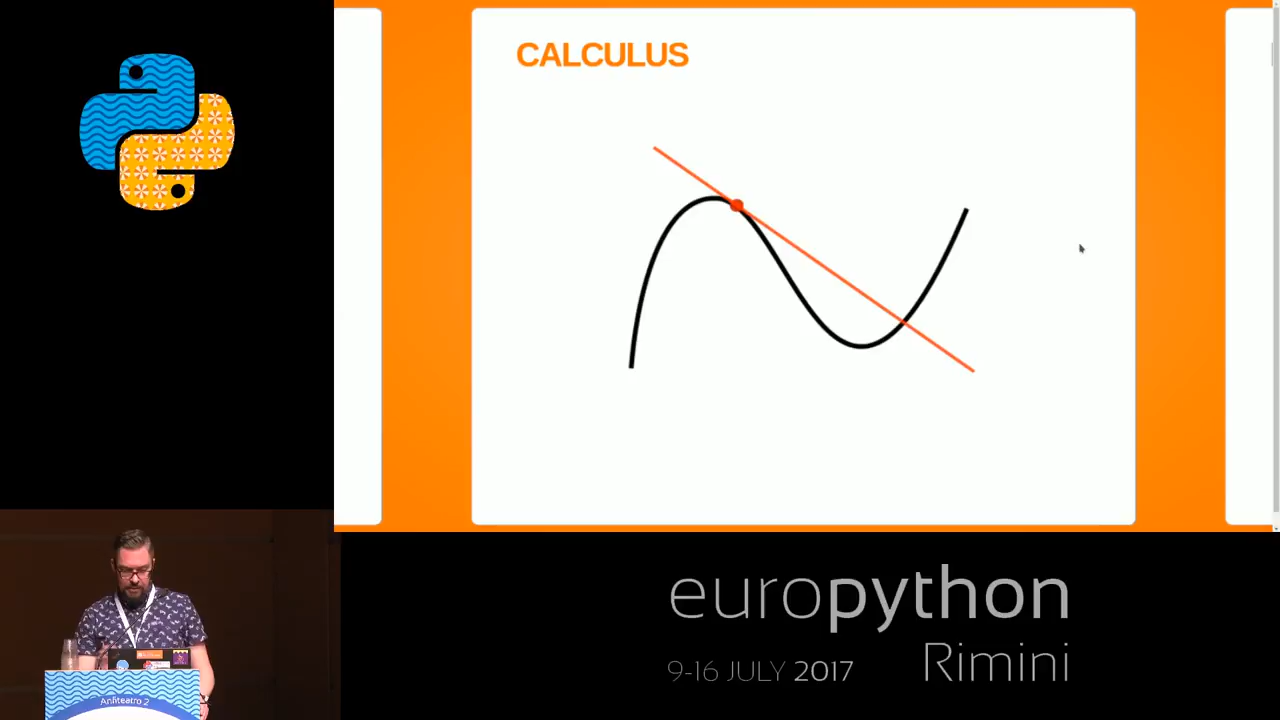 CALCULUS
europython
Rimini
9-16 JULY 2017
Anfiteatro 2